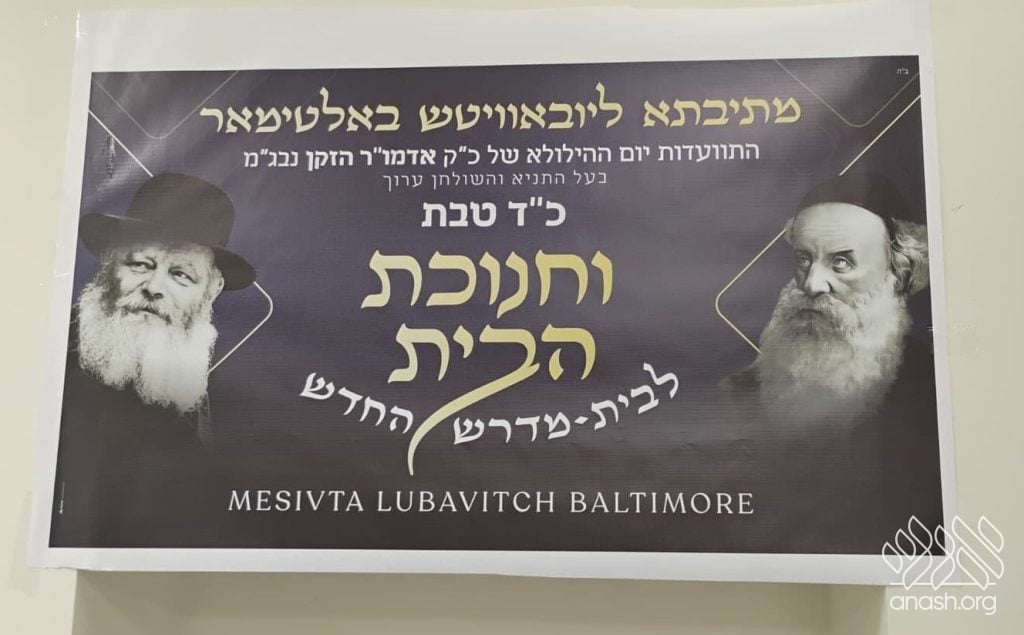 ב"ה
מתיבתא ליובאוויטש באלטימאר
התוועדות יום ההילולא של כ"ק אדמו"ר הזקן נבג"מ
בעל התניא והשולחן ערוך
כ"ד טבת
וחנוכת
הבית
לבית-מדרש החדש
MESIVTA LUBAVITCH BALTIMORE
אנש
anash.org